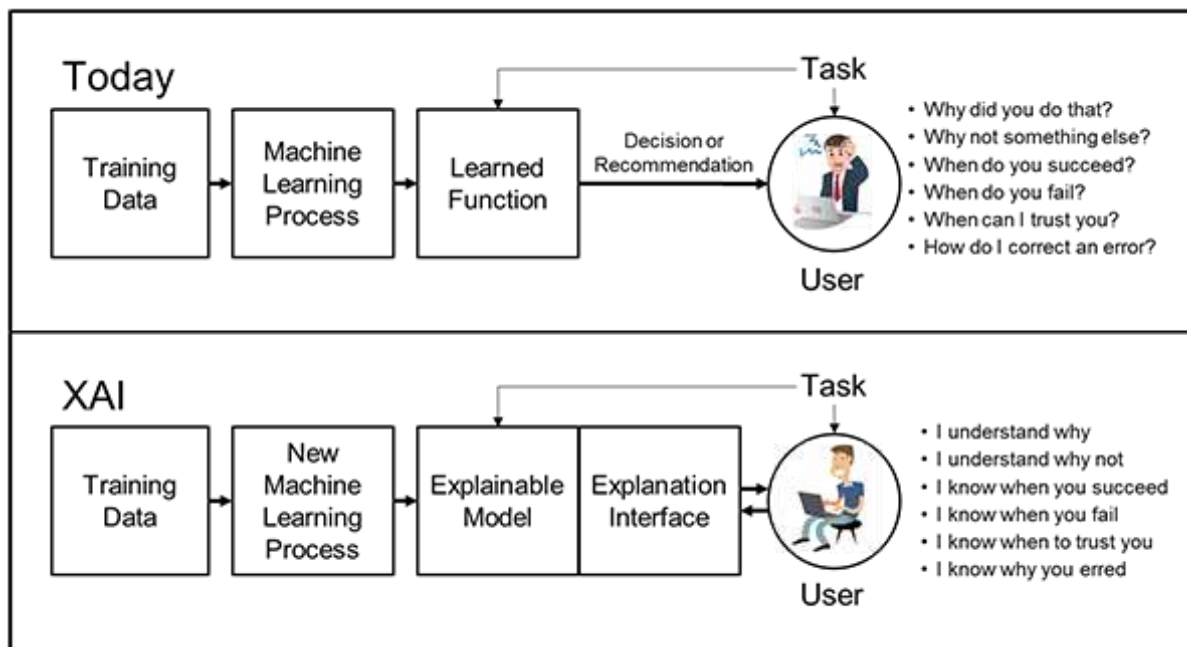 Today
Task
Training
Data
Machine
Learning
Process
Learned
Function
Decision or
Recommendation
User
• Why did you do that?
• Why not something else?
• When do you succeed?
• When do you fail?
• When can I trust you?
• How do I correct an error?
XAI
Task
Training
Data
New
Machine
Learning
Process
Explainable
Model
Explanation
Interface
User
• I understand why
• I understand why not
• I know when you succeed
• I know when you fail
• I know when to trust you
• I know why you erred